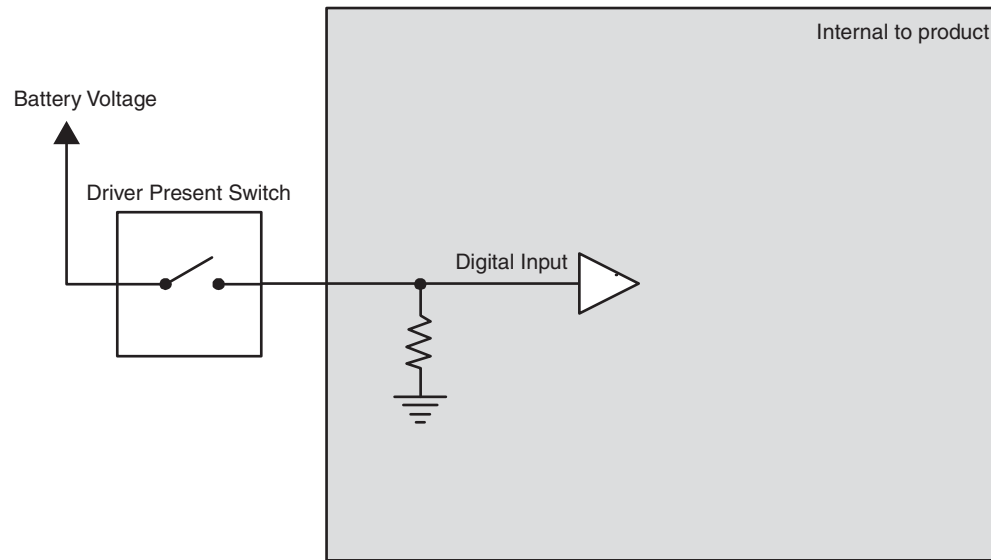 Internal to product
Battery Voltage
Driver Present Switch
Digital Input